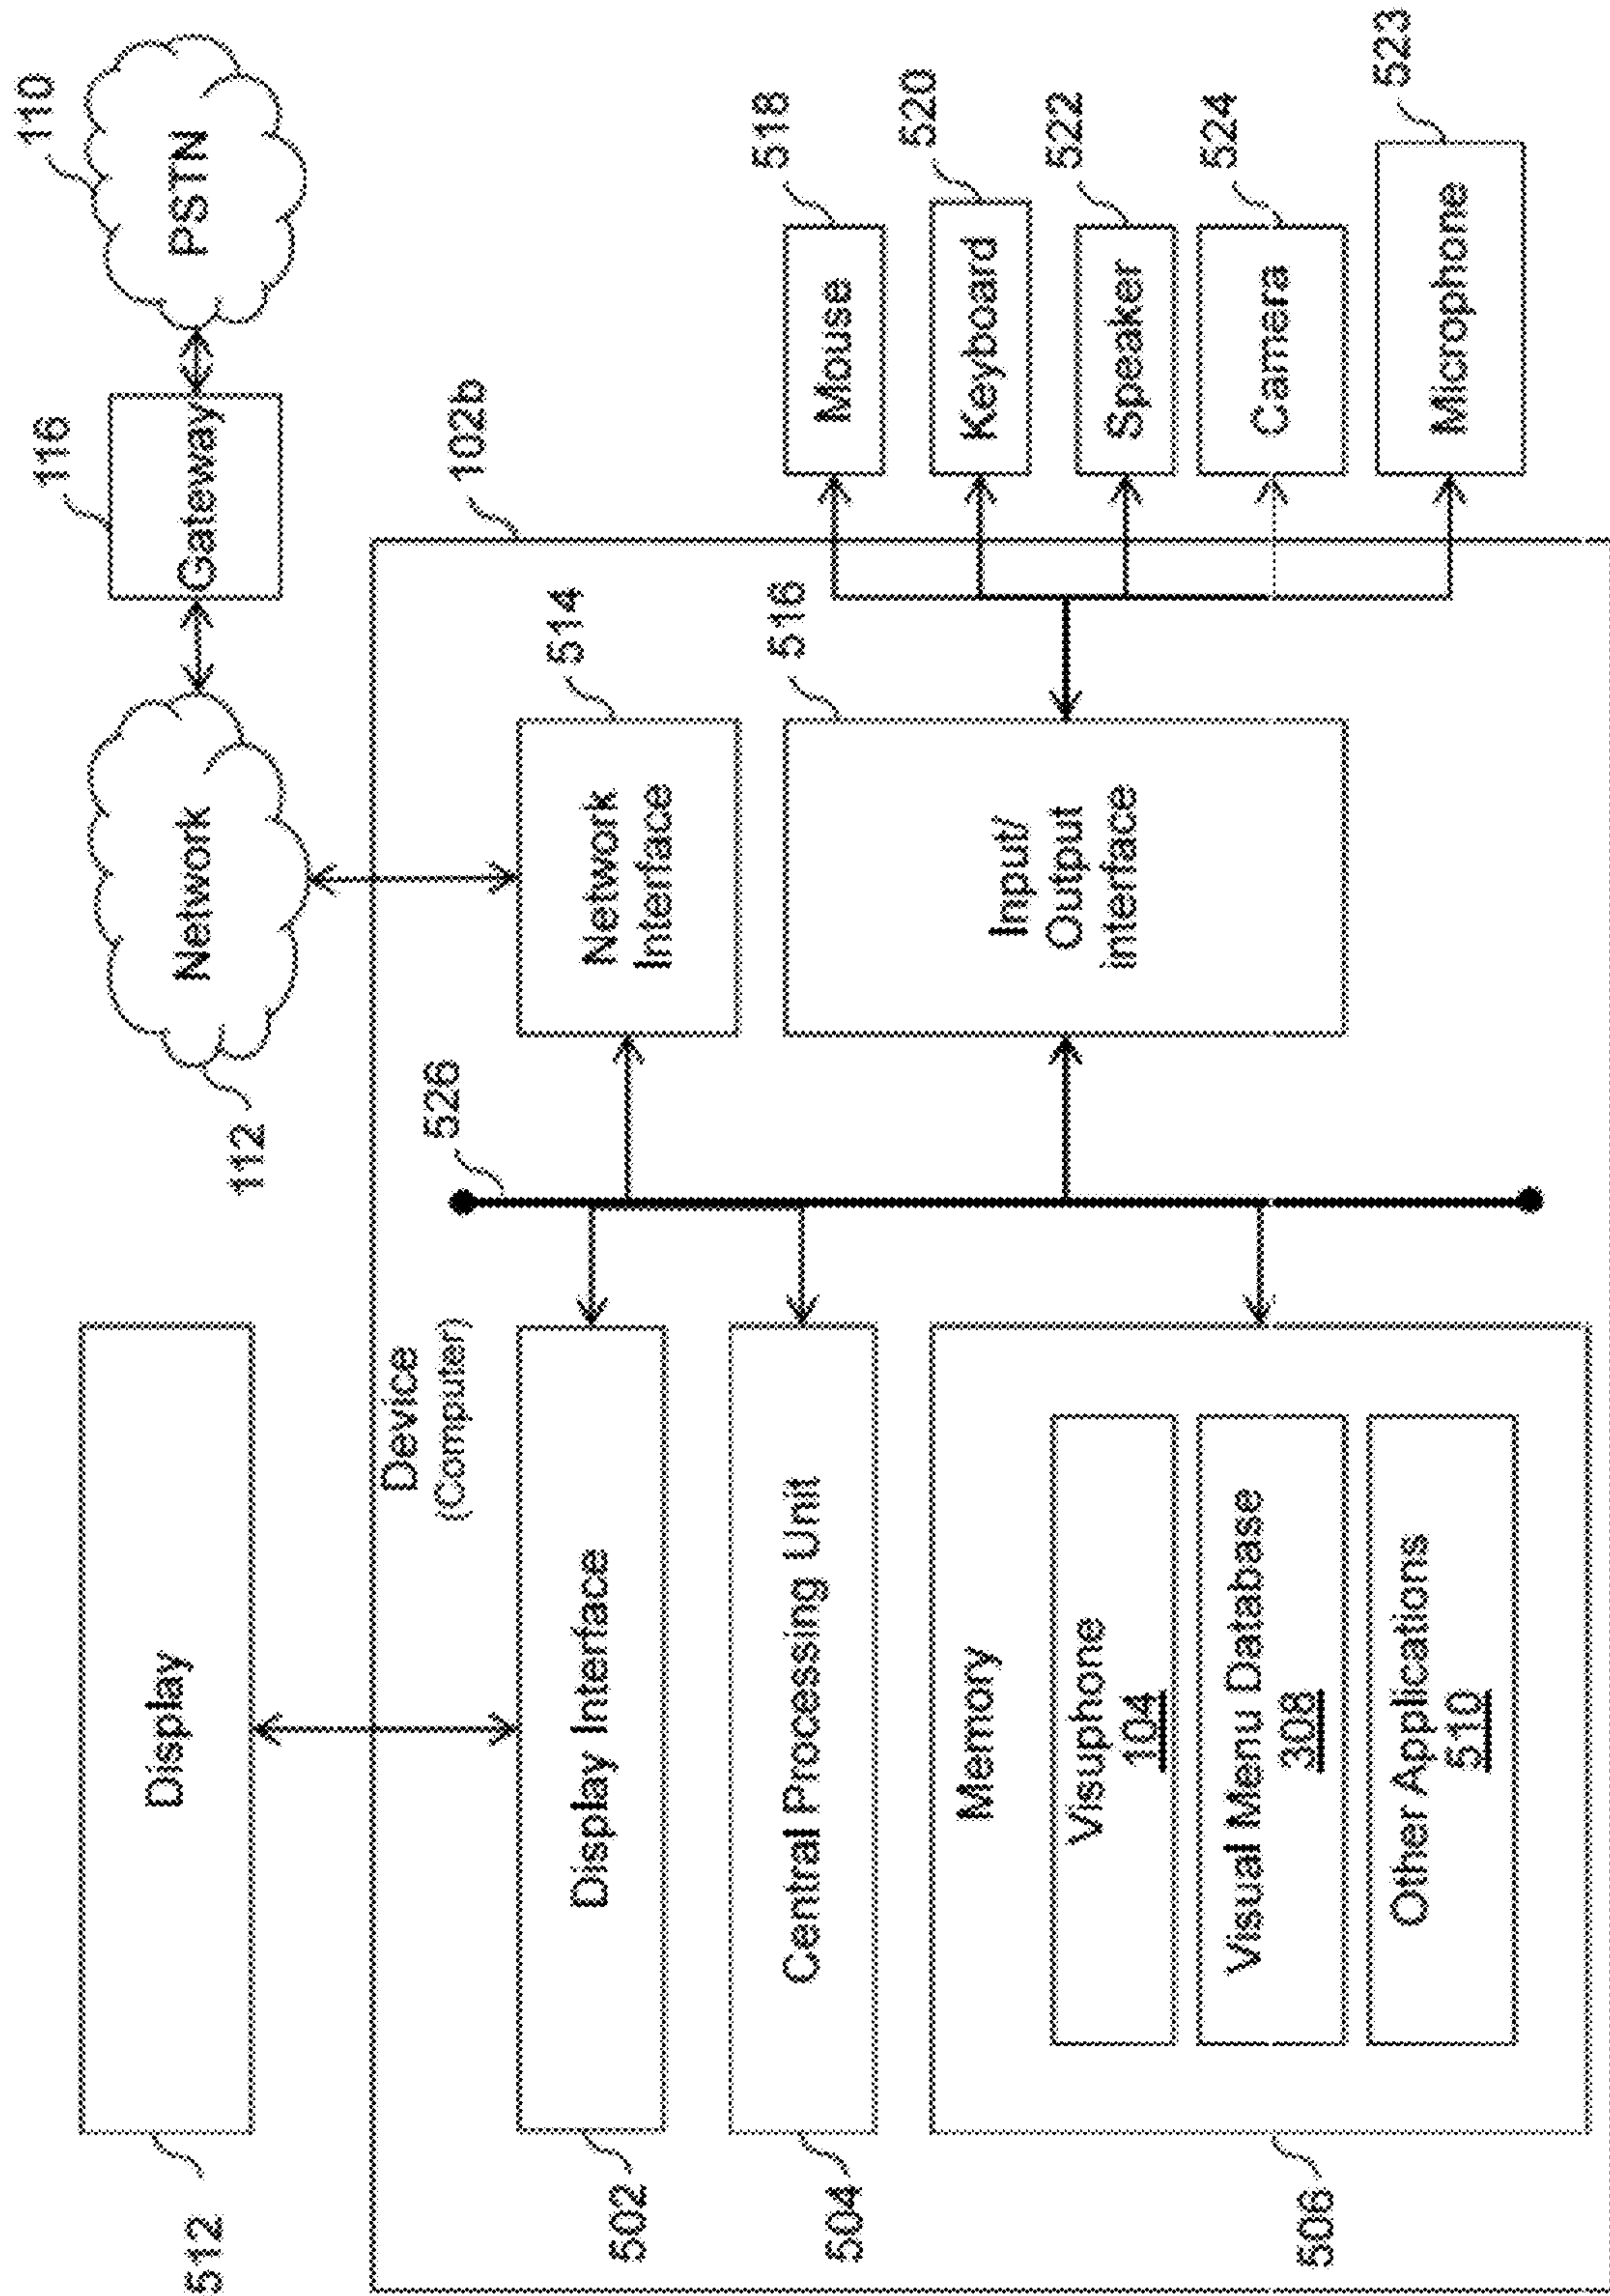 Display
512
Network
112
Gateway
116
PSTN
110
Device
(Computer)
102b
Display Interface
502
Central Processing Unit
504
Memory
506
Visuphone
104
Visual Menu Database
308
Other Applications
510
526
Network
Interface
514
Input/
Output
interface
516
Mouse
518
Keyboard
520
Speaker
522
Camera
524
Microphone
523